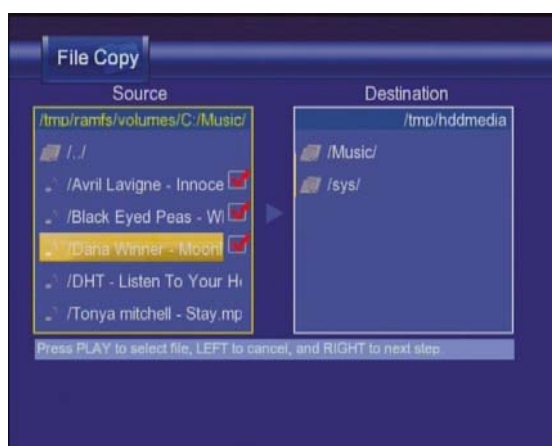 File Copy
Source
Destination
/tmp/ramfs/volumes/C:/Music/
/tmp/hddmedia
/../
/Avril Lavigne - Innoce
/Black Eyed Peas - Wl
/Dana Winner - Moonl
/DHT - Listen To Your H
/Tonya mitchell - Stay.mp
/Music/
/sys/
Press PLAY to select file, LEFT to cancel, and RIGHT to next step.